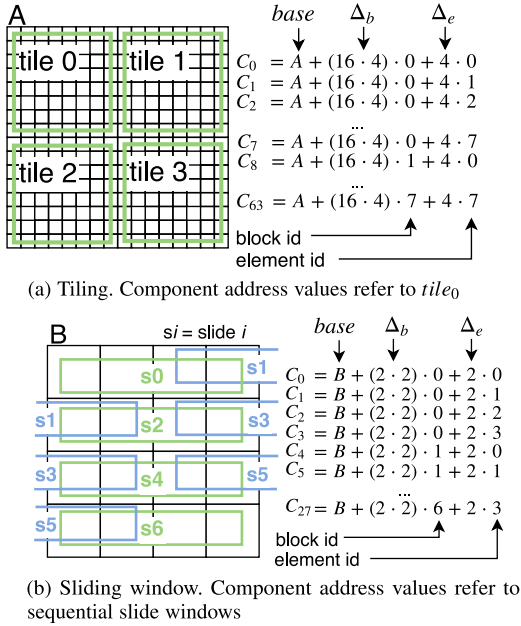 A
base Δb Δe
tile 0 tile 1
C0 = A + (16 · 4) · 0 + 4 · 0
C1 = A + (16 · 4) · 0 + 4 · 1
C2 = A + (16 · 4) · 0 + 4 · 2
...
C7 = A + (16 · 4) · 0 + 4 · 7
tile 2 tile 3
C8 = A + (16 · 4) · 1 + 4 · 0
...
C63 = A + (16 · 4) · 7 + 4 · 7
block id
element id
(a) Tiling. Component address values refer to tile0
B
si = slide i
base Δb Δe
s0 s1
C0 = B + (2 · 2) · 0 + 2 · 0
C1 = B + (2 · 2) · 0 + 2 · 1
s1 s2 s3
C2 = B + (2 · 2) · 0 + 2 · 2
C3 = B + (2 · 2) · 0 + 2 · 3
C4 = B + (2 · 2) · 1 + 2 · 0
s3 s4 s5
C5 = B + (2 · 2) · 1 + 2 · 1
...
C27 = B + (2 · 2) · 6 + 2 · 3
s5 s6
block id
element id
(b) Sliding window. Component address values refer to
sequential slide windows